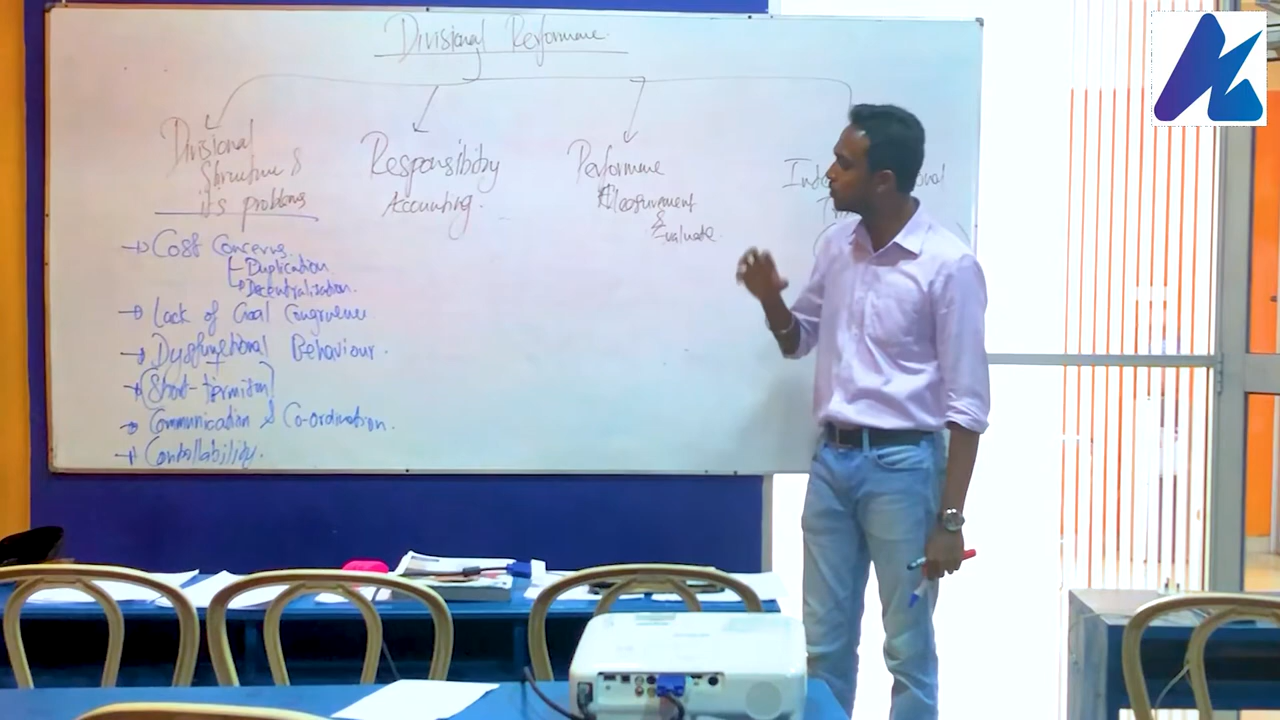 Divisional Performance.
Divisional
Structure &
its problems
→ Cost Concerns.
Duplication
Decentralization.
→ Lack of Goal Congruence
→ Dysfunctional Behaviour.
→ (Short-termism)
→ Communication & Co-ordination.
→ Controllability.
Responsibility
Accounting.
Performance
Measurement
&
Evaluate.